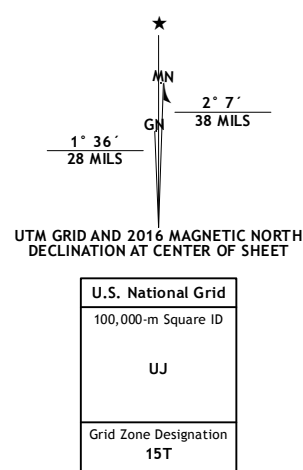 ★
MN
2° 7´
38 MILS
GN
1° 36´
28 MILS
UTM GRID AND 2016 MAGNETIC NORTH
DECLINATION AT CENTER OF SHEET
U.S. National Grid
100,000-m Square ID
UJ
Grid Zone Designation
15T